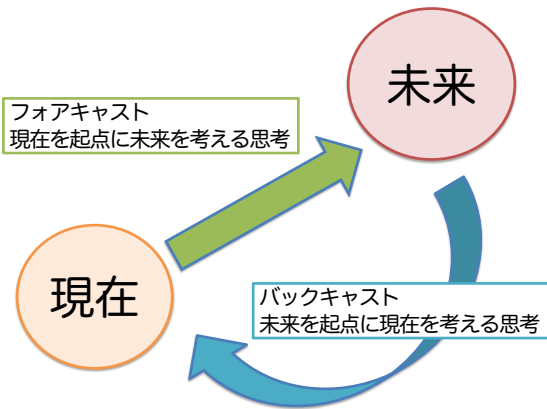 未来
フォアキャスト
現在を起点に未来を考える思考
現在
バックキャスト
未来を起点に現在を考える思考